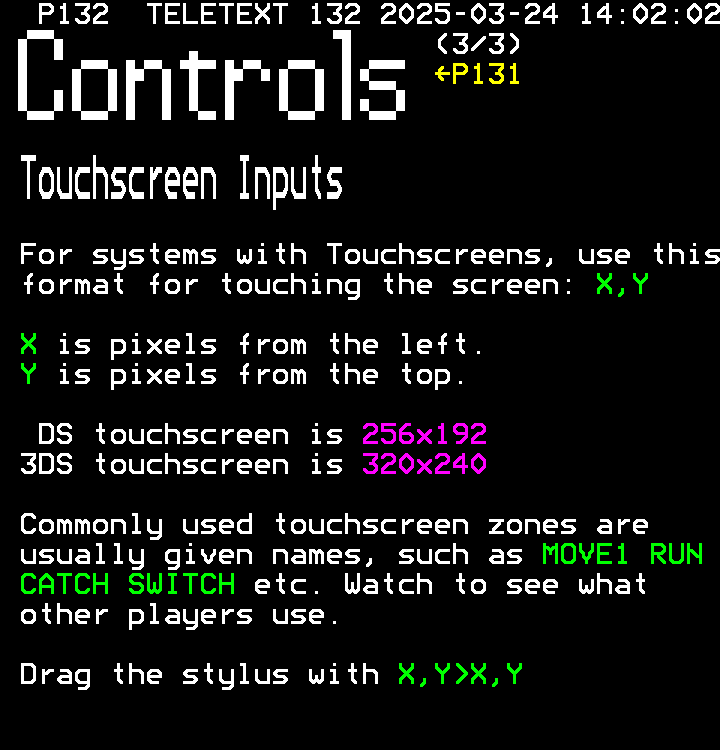 P132  TELETEXT 132 2025-03-24 14:02:02
Controls
(3/3)
←P131
Touchscreen Inputs
For systems with Touchscreens, use this
format for touching the screen: X,Y
X is pixels from the left.
Y is pixels from the top.
DS touchscreen is 256x192
3DS touchscreen is 320x240
Commonly used touchscreen zones are
usually given names, such as MOVE1 RUN
CATCH SWITCH etc. Watch to see what
other players use.
Drag the stylus with X,Y>X,Y